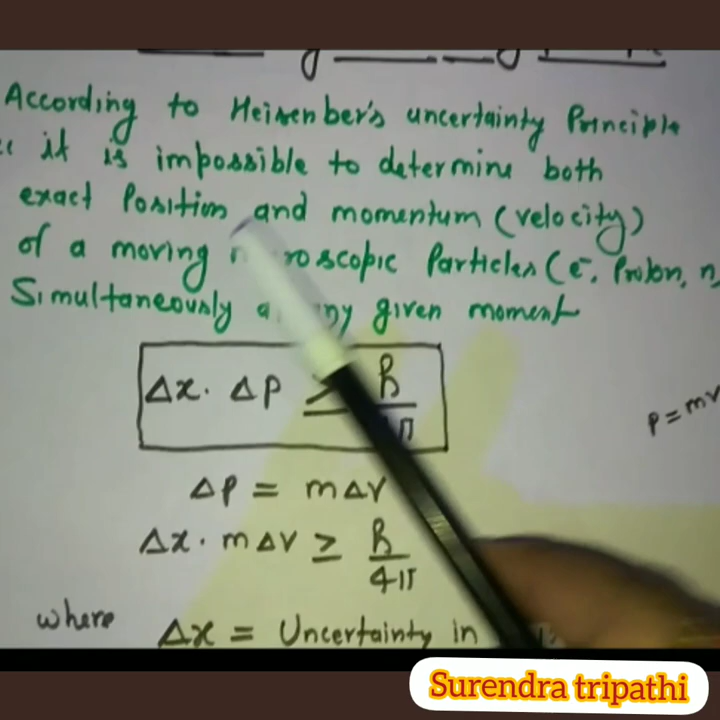 According to Heisenber's uncertainty Principle
it is impossible to determine both
exact Position and momentum (velocity)
of a moving Particles (e-, Proton, n
Simultaneously any given moment
Δx. Δp ≥ h
P = mv
Δp = mΔv
Δx. mΔv ≥ h/4π
where Δx = Uncertainty in
Surendra tripathi